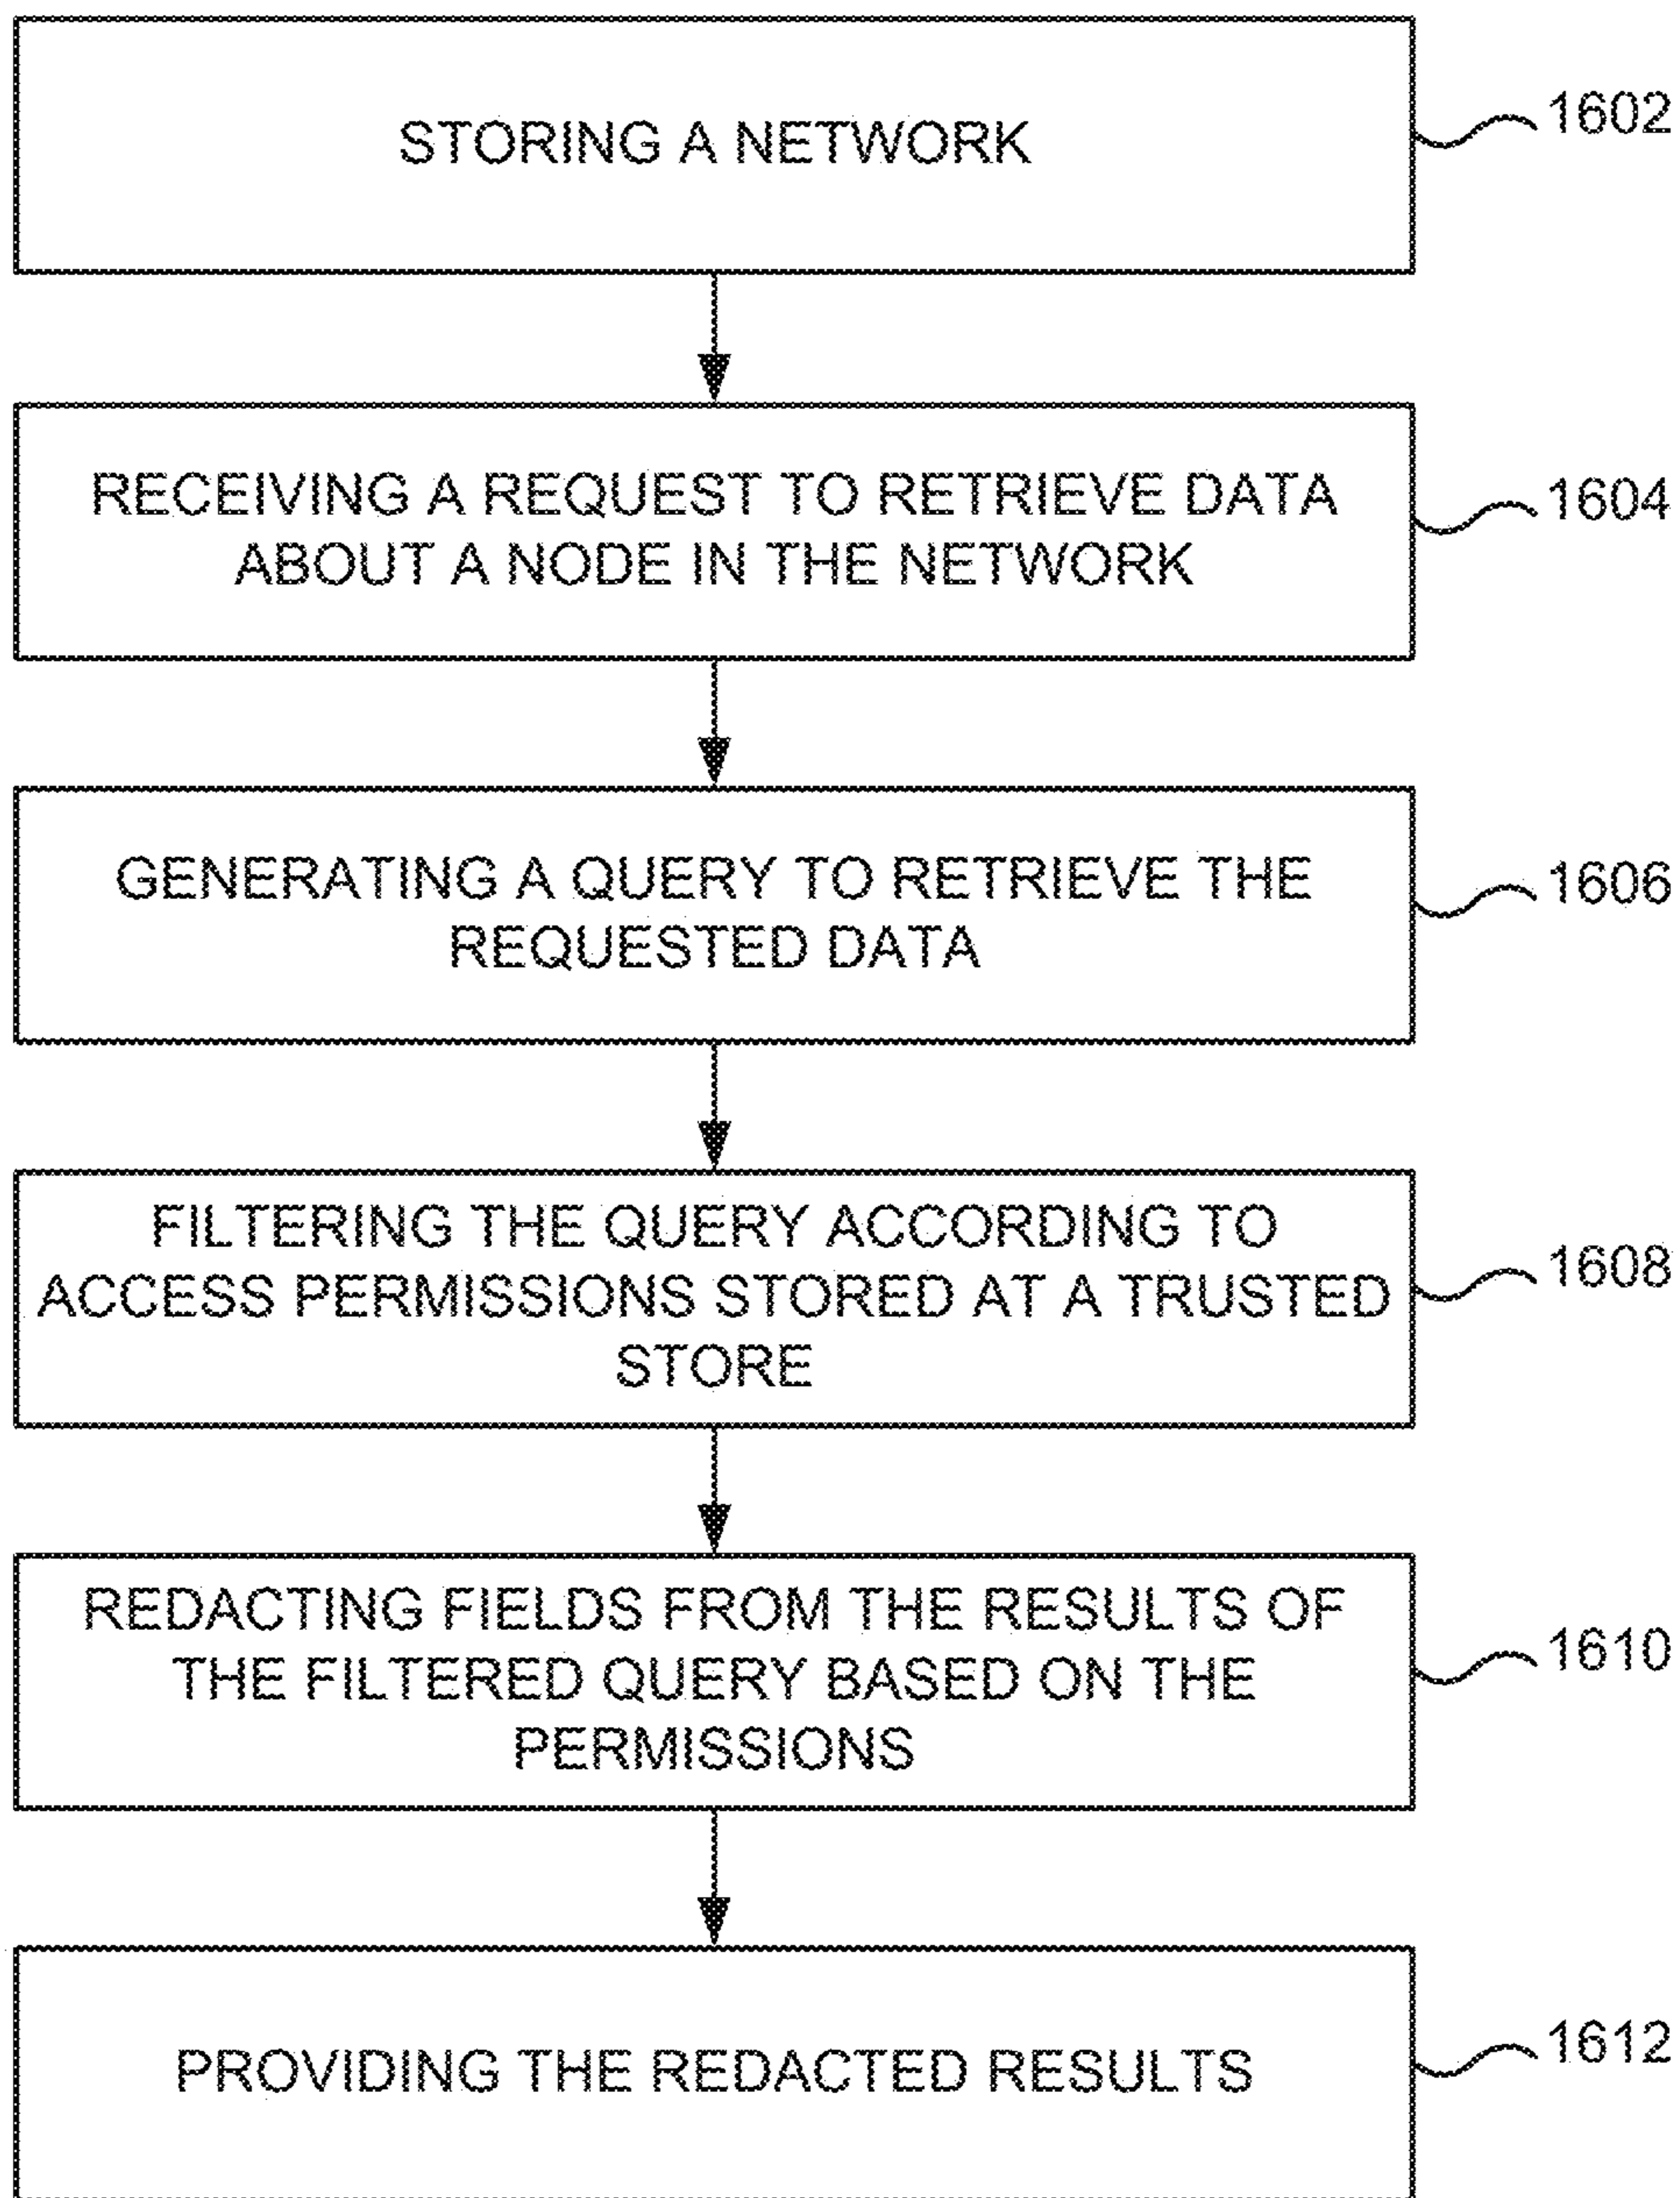 STORING A NETWORK
1602
RECEIVING A REQUEST TO RETRIEVE DATA
ABOUT A NODE IN THE NETWORK
1604
GENERATING A QUERY TO RETRIEVE THE
REQUESTED DATA
1606
FILTERING THE QUERY ACCORDING TO
ACCESS PERMISSIONS STORED AT A TRUSTED
STORE
1608
REDACTING FIELDS FROM THE RESULTS OF
THE FILTERED QUERY BASED ON THE
PERMISSIONS
1610
PROVIDING THE REDACTED RESULTS
1612